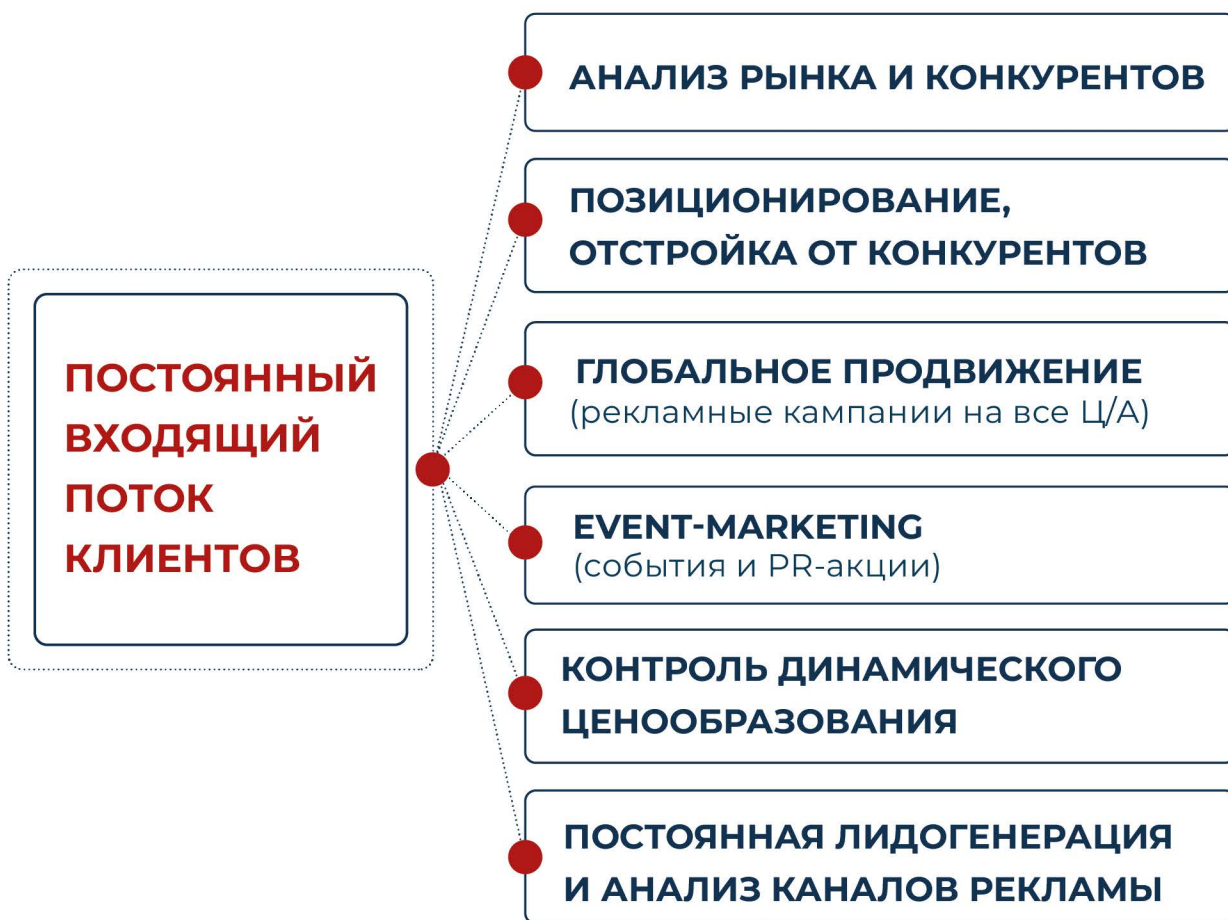 ПОСТОЯННЫЙ
ВХОДЯЩИЙ
ПОТОК
КЛИЕНТОВ
АНАЛИЗ РЫНКА И КОНКУРЕНТОВ
ПОЗИЦИОНИРОВАНИЕ,
ОТСТРОЙКА ОТ КОНКУРЕНТОВ
ГЛОБАЛЬНОЕ ПРОДВИЖЕНИЕ
(рекламные кампании на все Ц/А)
EVENT-MARKETING
(события и PR-акции)
КОНТРОЛЬ ДИНАМИЧЕСКОГО
ЦЕНООБРАЗОВАНИЯ
ПОСТОЯННАЯ ЛИДОГЕНЕРАЦИЯ
И АНАЛИЗ КАНАЛОВ РЕКЛАМЫ